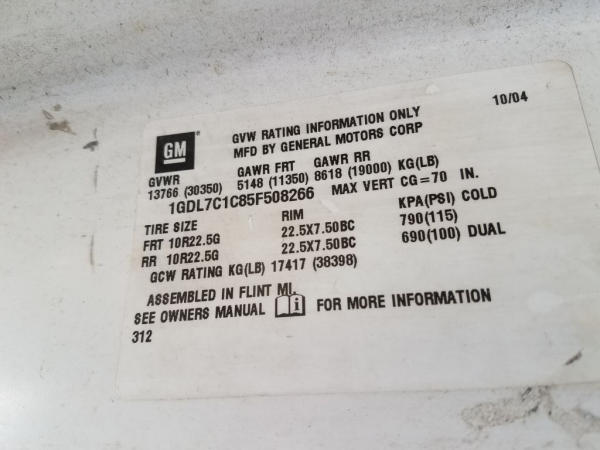 10/04
GM
GVW RATING INFORMATION ONLY
MFD BY GENERAL MOTORS CORP
GVWR GAWR FRT GAWR RR
13766 (30350) 5148 (11350) 8618 (19000) KG(LB)
1GDL7C1C85F508266 MAX VERT CG=70 IN.
TIRE SIZE RIM KPA(PSI) COLD
FRT 10R22.5G 22.5X7.50BC 790(115)
RR 10R22.5G 22.5X7.50BC 690(100) DUAL
GCW RATING KG(LB) 17417 (38398)
ASSEMBLED IN FLINT MI.
SEE OWNERS MANUAL i FOR MORE INFORMATION
312